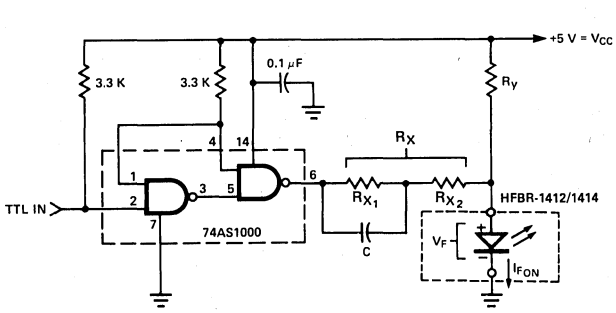 +5 V = VCC
0.1 μF
3.3 K
3.3 K
Ry
RX
4
14
1
2
3
5
6
7
TTL IN
RX1
RX2
HFBR-1412/1414
74AS1000
C
VF
+
−
IFON